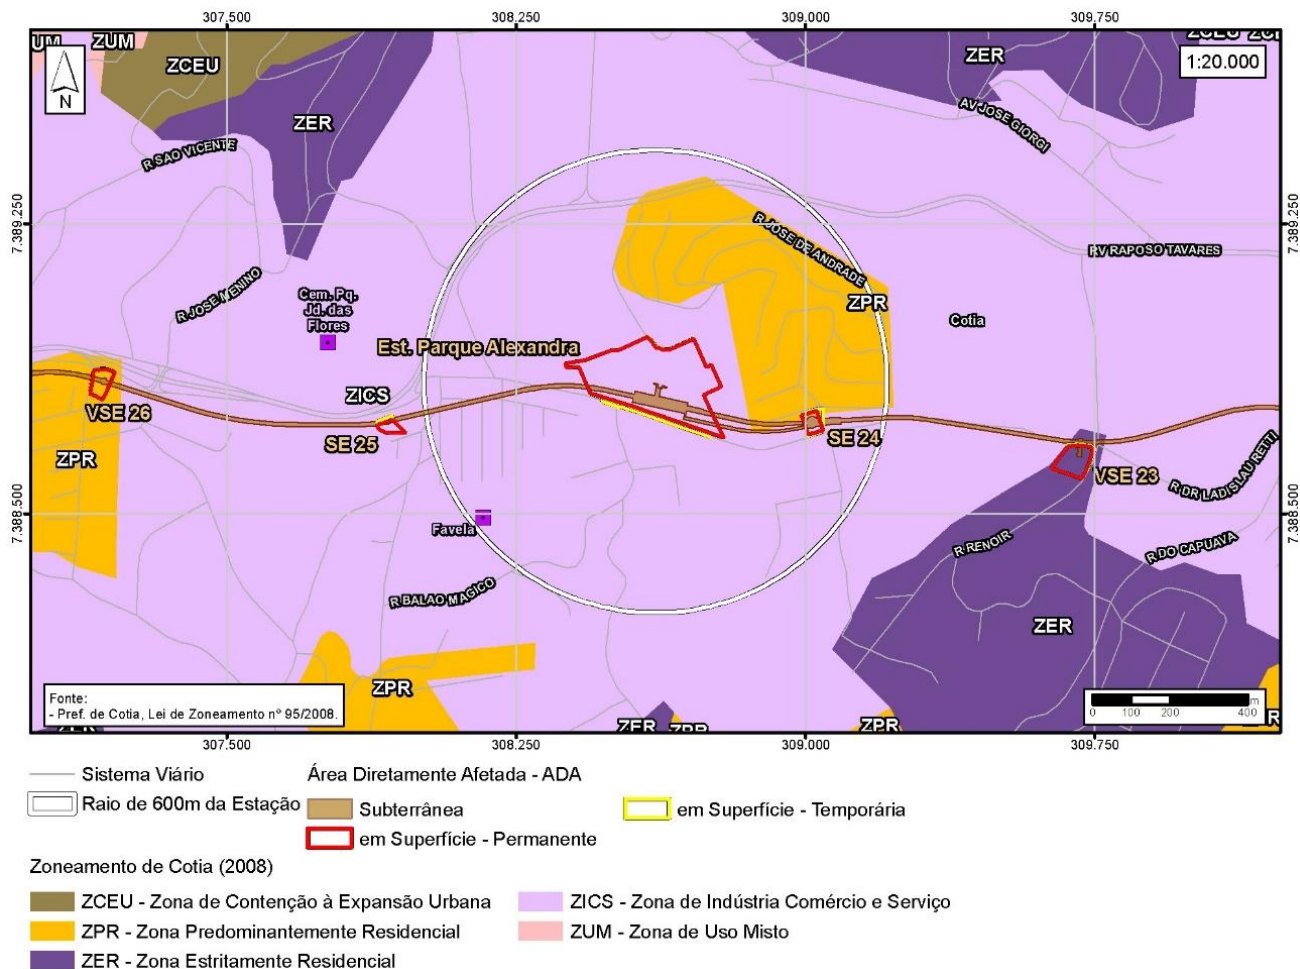 307.500 308.250 309.000 309.750
ZUM ZUM
ZCEU
ZER
ZER
ZCEU
1:20.000
N
R SAO VICENTE
AV JOSE GIORGI
7.389.250
7.389.250
R JOSE DE ANDRADE
RV RAPOSO TAVARES
R JOSE MENINO
Cem. Pq.
Jd. das
Flores
ZPR
Cotia
Est. Parque Alexandra
ZICS
VSE 26
SE 25
SE 24
ZPR
VSE 23
R DR LADISLAU RETTI
7.388.500
7.388.500
Favela
R RENOIR
R DO CAPUAVA
R BALAO MAGICO
ZER
ZPR
Fonte:
- Pref. de Cotia, Lei de Zoneamento nº 95/2008.
ZER
ZER
ZPR
ZPR
0 100 200 400 m
307.500 308.250 309.000 309.750
Sistema Viário
Raio de 600m da Estação
Área Diretamente Afetada - ADA
Subterrânea
em Superfície - Temporária
em Superfície - Permanente
Zoneamento de Cotia (2008)
ZCEU - Zona de Contenção à Expansão Urbana
ZICS - Zona de Indústria Comércio e Serviço
ZPR - Zona Predominantemente Residencial
ZUM - Zona de Uso Misto
ZER - Zona Estritamente Residencial